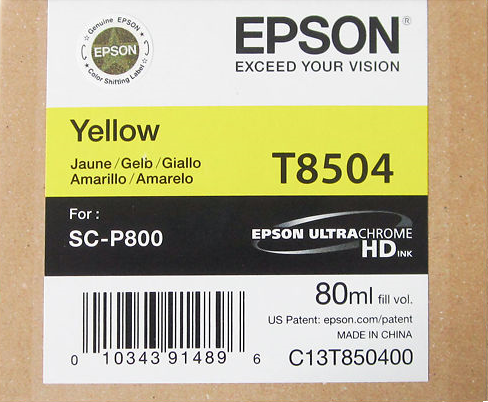 Genuine EPSON
EPSON
Color Shifting Label
EPSON®
EXCEED YOUR VISION
Yellow
Jaune/Gelb/Giallo
Amarillo/Amarelo
T8504
For :
SC-P800
EPSON ULTRACHROME
HD INK
80ml fill vol.
US Patent: epson.com/patent
MADE IN CHINA
0 10343 91489 6
C13T850400